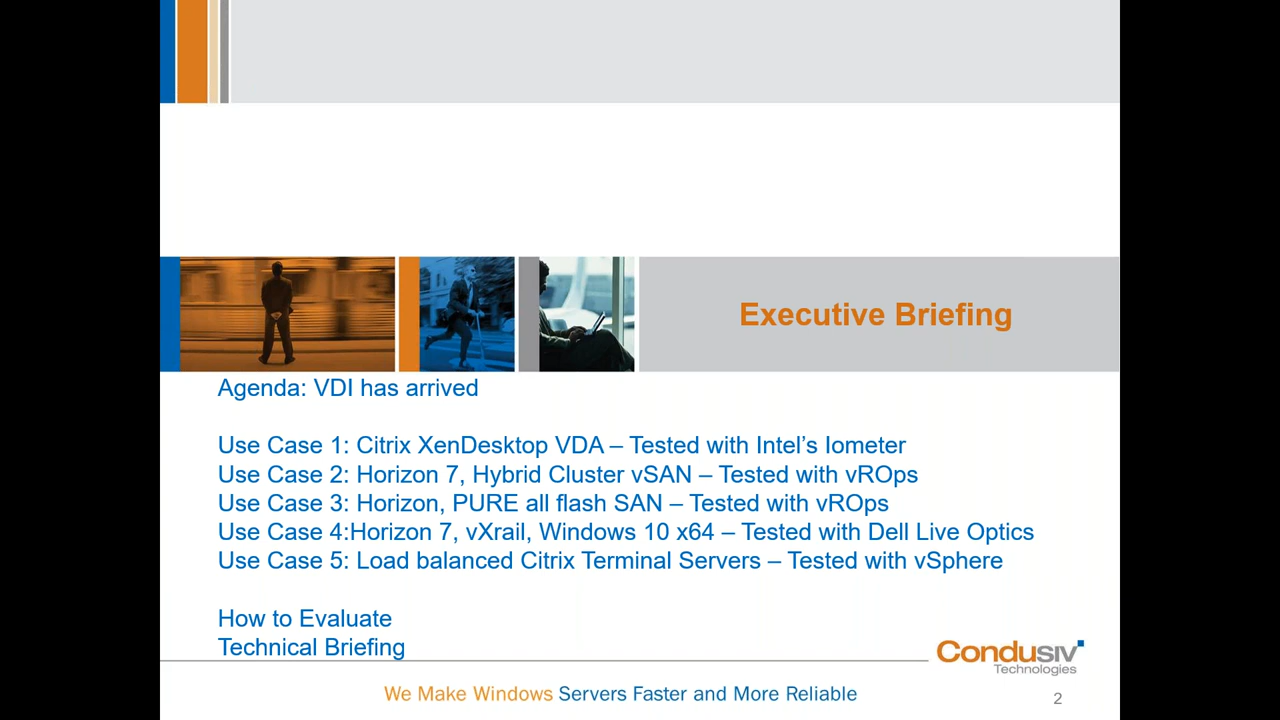 Executive Briefing
Agenda: VDI has arrived
Use Case 1: Citrix XenDesktop VDA – Tested with Intel’s Iometer
Use Case 2: Horizon 7, Hybrid Cluster vSAN – Tested with vROps
Use Case 3: Horizon, PURE all flash SAN – Tested with vROps
Use Case 4:Horizon 7, vXrail, Windows 10 x64 – Tested with Dell Live Optics
Use Case 5: Load balanced Citrix Terminal Servers – Tested with vSphere
How to Evaluate
Technical Briefing
Condusiv
Technologies
We Make Windows Servers Faster and More Reliable
2